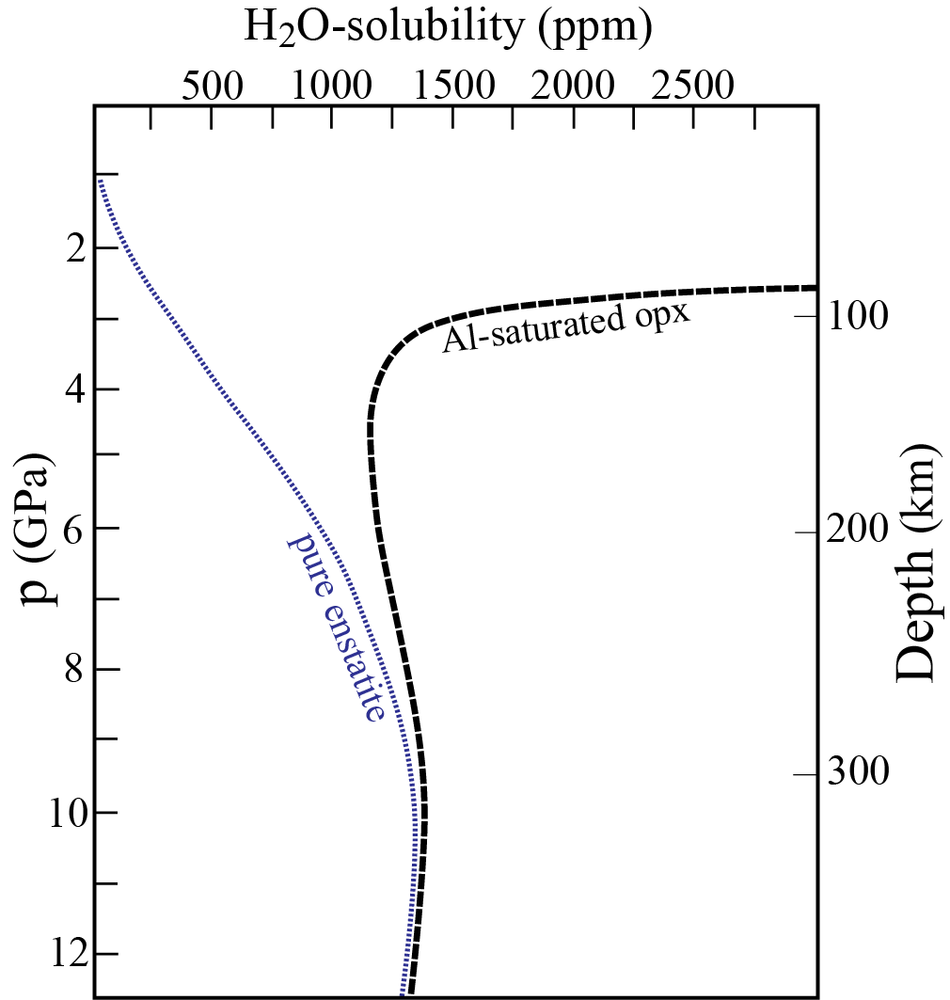 H₂O-solubility (ppm)
500 1000 1500 2000 2500
2
4
6
8
10
12
p (GPa)
Al-saturated opx
pure enstatite
100
200
300
Depth (km)